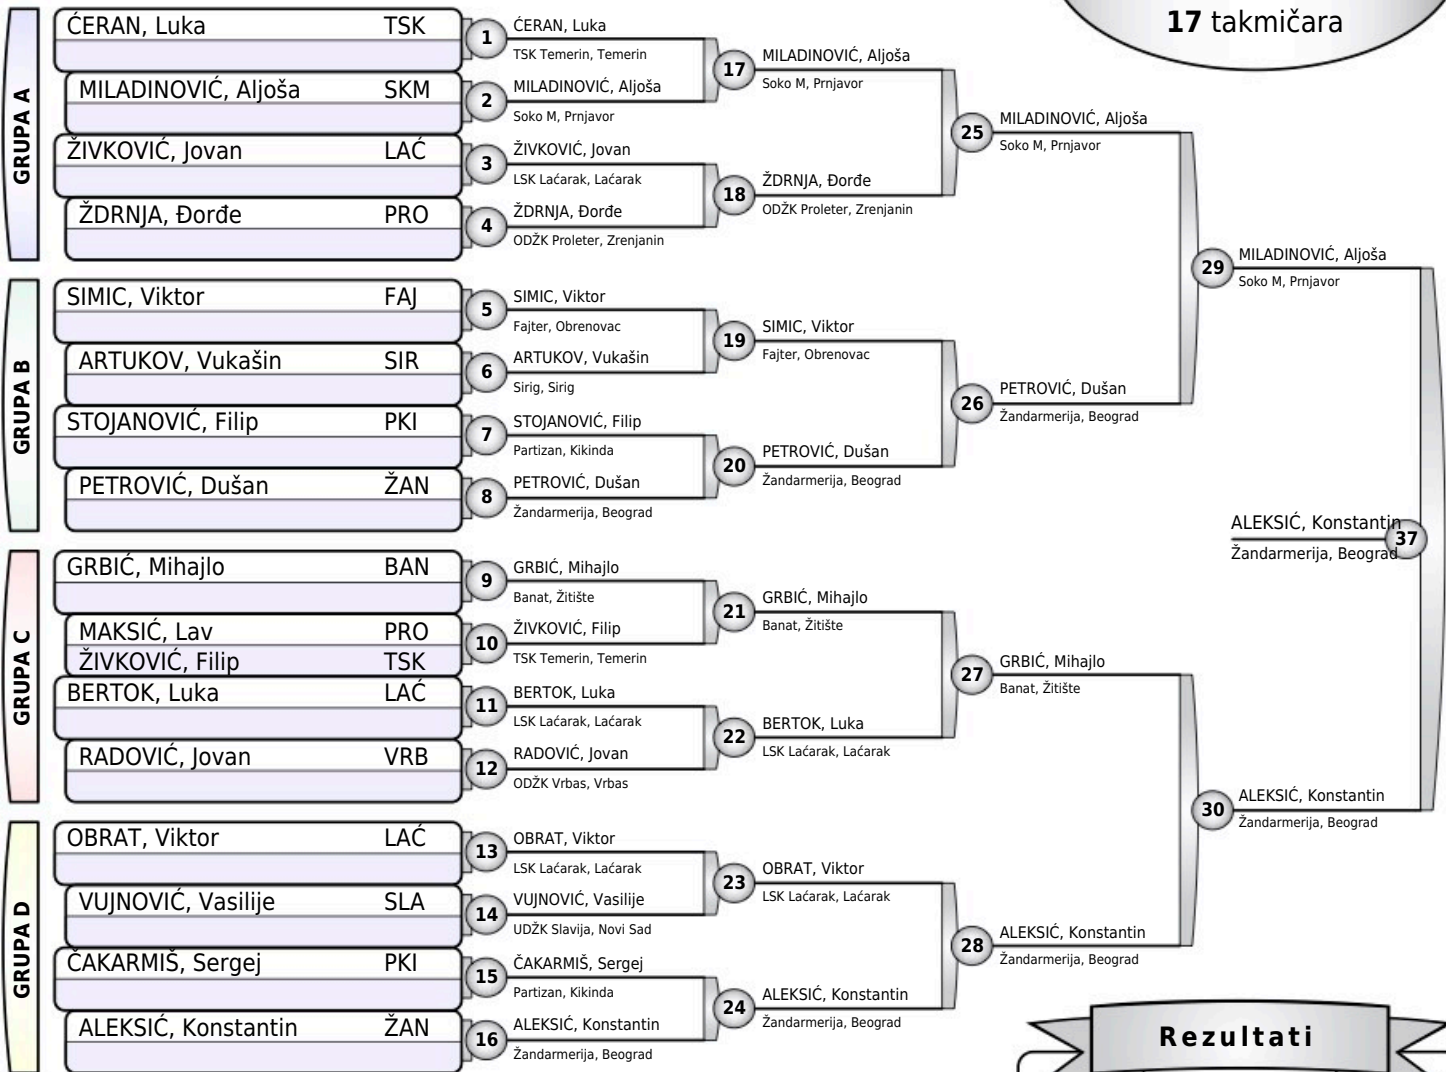 17 takmičara
GRUPA A
ĆERAN, Luka TSK
MILADINOVIĆ, Aljoša SKM
ŽIVKOVIĆ, Jovan LAĆ
ŽDRNJA, Đorđe PRO
GRUPA B
SIMIC, Viktor FAJ
ARTUKOV, Vukašin SIR
STOJANOVIĆ, Filip PKI
PETROVIĆ, Dušan ŽAN
GRUPA C
GRBIĆ, Mihajlo BAN
MAKSIĆ, Lav PRO
ŽIVKOVIĆ, Filip TSK
BERTOK, Luka LAĆ
RADOVIĆ, Jovan VRB
GRUPA D
OBRAT, Viktor LAĆ
VUJNOVIĆ, Vasilije SLA
ČAKARMIŠ, Sergej PKI
ALEKSIĆ, Konstantin ŽAN
1 ĆERAN, Luka
TSK Temerin, Temerin
2 MILADINOVIĆ, Aljoša
Soko M, Prnjavor
3 ŽIVKOVIĆ, Jovan
LSK Laćarak, Laćarak
4 ŽDRNJA, Đorđe
ODŽK Proleter, Zrenjanin
5 SIMIC, Viktor
Fajter, Obrenovac
6 ARTUKOV, Vukašin
Sirig, Sirig
7 STOJANOVIĆ, Filip
Partizan, Kikinda
8 PETROVIĆ, Dušan
Žandarmerija, Beograd
9 GRBIĆ, Mihajlo
Banat, Žitište
10 ŽIVKOVIĆ, Filip
TSK Temerin, Temerin
11 BERTOK, Luka
LSK Laćarak, Laćarak
12 RADOVIĆ, Jovan
ODŽK Vrbas, Vrbas
13 OBRAT, Viktor
LSK Laćarak, Laćarak
14 VUJNOVIĆ, Vasilije
UDŽK Slavija, Novi Sad
15 ČAKARMIŠ, Sergej
Partizan, Kikinda
16 ALEKSIĆ, Konstantin
Žandarmerija, Beograd
17 MILADINOVIĆ, Aljoša
Soko M, Prnjavor
18 ŽDRNJA, Đorđe
ODŽK Proleter, Zrenjanin
19 SIMIC, Viktor
Fajter, Obrenovac
20 PETROVIĆ, Dušan
Žandarmerija, Beograd
21 GRBIĆ, Mihajlo
Banat, Žitište
22 BERTOK, Luka
LSK Laćarak, Laćarak
23 OBRAT, Viktor
LSK Laćarak, Laćarak
24 ALEKSIĆ, Konstantin
Žandarmerija, Beograd
25 MILADINOVIĆ, Aljoša
Soko M, Prnjavor
26 PETROVIĆ, Dušan
Žandarmerija, Beograd
27 GRBIĆ, Mihajlo
Banat, Žitište
28 ALEKSIĆ, Konstantin
Žandarmerija, Beograd
29 MILADINOVIĆ, Aljoša
Soko M, Prnjavor
30 ALEKSIĆ, Konstantin
Žandarmerija, Beograd
ALEKSIĆ, Konstantin 37
Žandarmerija, Beograd
Rezultati